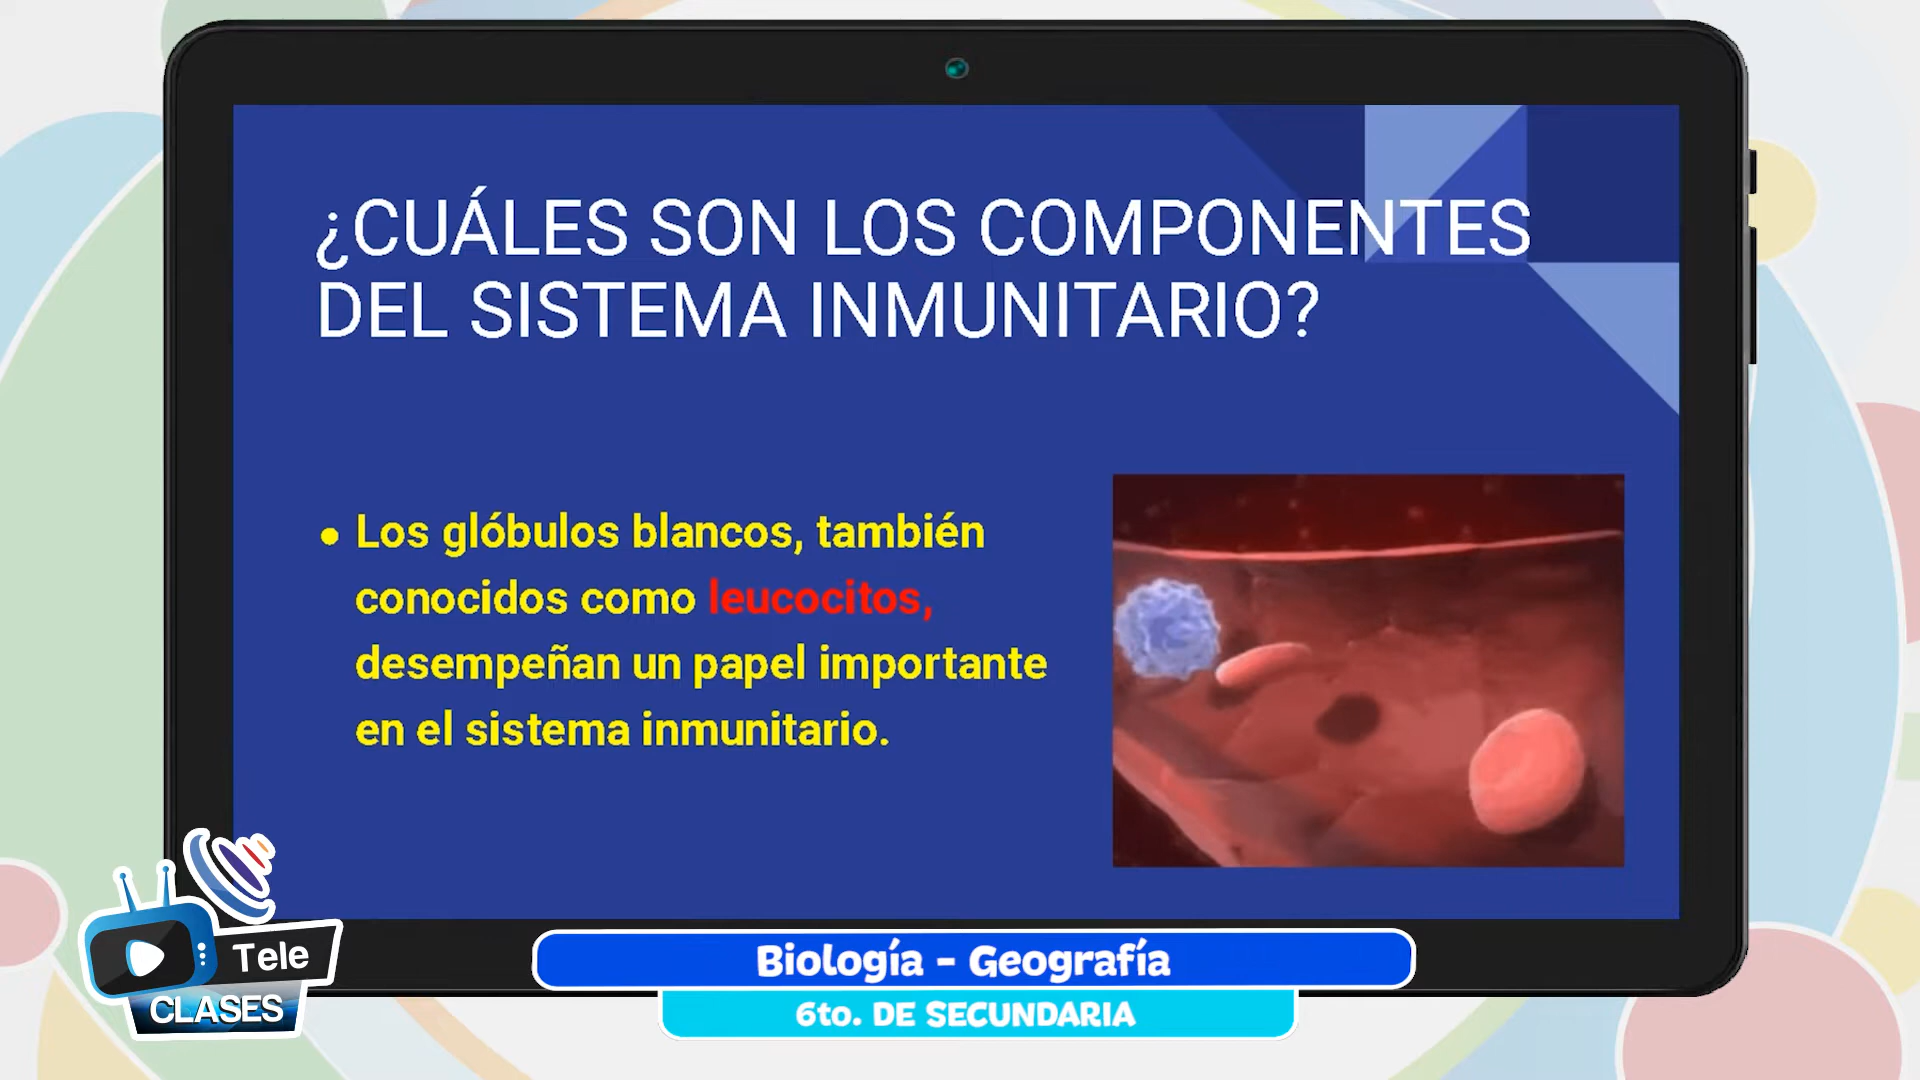 ¿CUÁLES SON LOS COMPONENTES
DEL SISTEMA INMUNITARIO?
• Los glóbulos blancos, también
conocidos como leucocitos,
desempeñan un papel importante
en el sistema inmunitario.
Tele
CLASES
Biología - Geografía
6to. DE SECUNDARIA